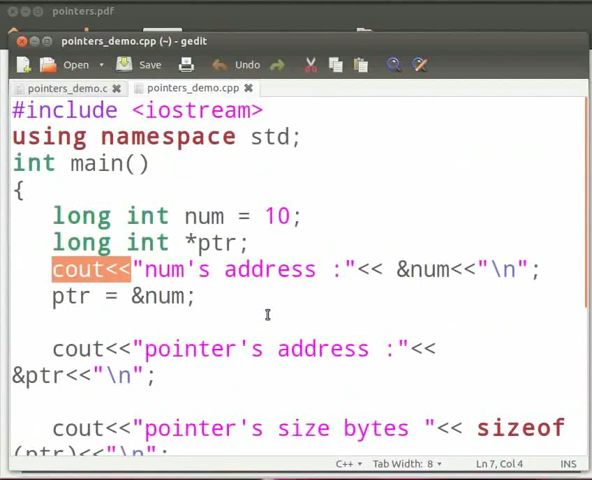 pointers.pdf
pointers_demo.cpp (~) - gedit
Open Save Undo
pointers_demo.c pointers_demo.cpp
#include <iostream>
using namespace std;
int main()
{
long int num = 10;
long int *ptr;
cout<<"num's address :"<< &num<<"\n";
ptr = &num;
cout<<"pointer's address :"<<
&ptr<<"\n";
cout<<"pointer's size bytes "<< sizeof
(ptr)<<"\n";
C++ Tab Width: 8 Ln 7, Col 4 INS